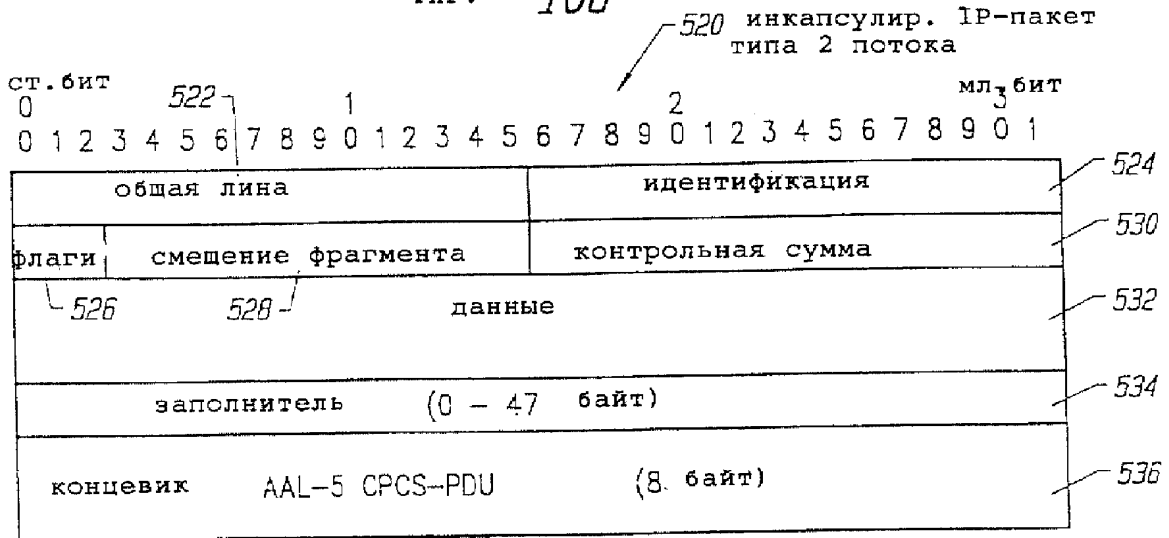 10б
520 инкапсулир. IP-пакет
типа 2 потока
ст.бит 522 мл.бит
0 1 2 3
0 1 2 3 4 5 6 7 8 9 0 1 2 3 4 5 6 7 8 9 0 1 2 3 4 5 6 7 8 9 0 1
общая лина идентификация 524
флаги смещение фрагмента контрольная сумма 530
526 528 данные 532
заполнитель (0 – 47 байт) 534
концевик AAL–5 CPCS–PDU (8. байт) 536